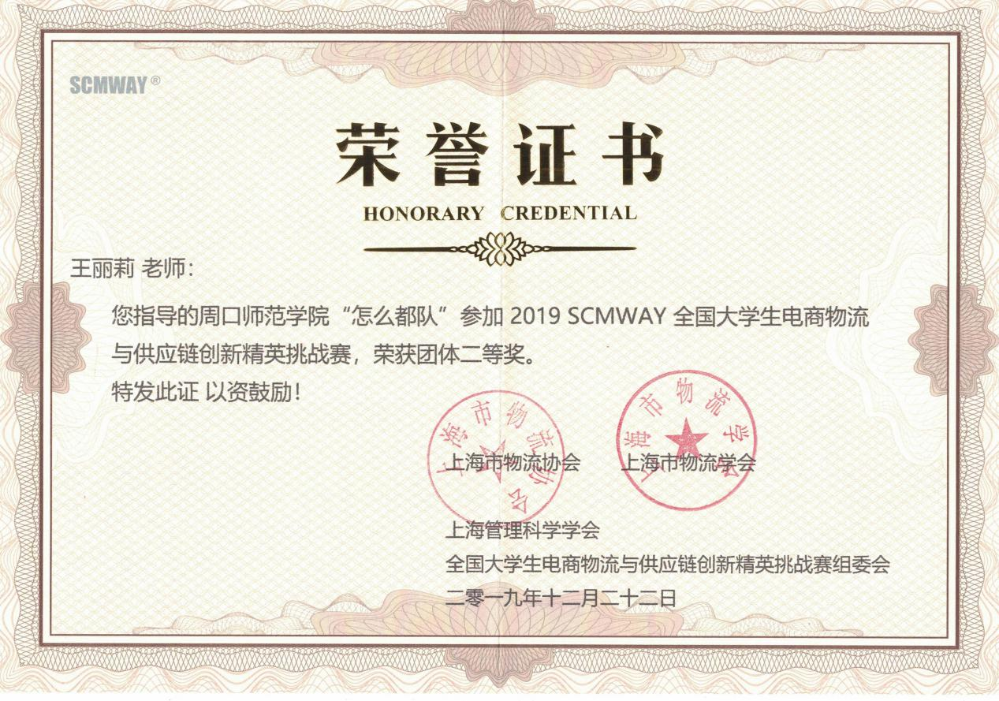 SCMWAY®
荣誉证书
HONORARY CREDENTIAL
王丽莉 老师：
您指导的周口师范学院“怎么都队”参加 2019 SCMWAY 全国大学生电商物流
与供应链创新精英挑战赛，荣获团体二等奖。
特发此证 以资鼓励！
上海市物流协会
上海市物流学会
上海市物流协会 上海市物流学会
上海管理科学学会
全国大学生电商物流与供应链创新精英挑战赛组委会
二零一九年十二月二十二日